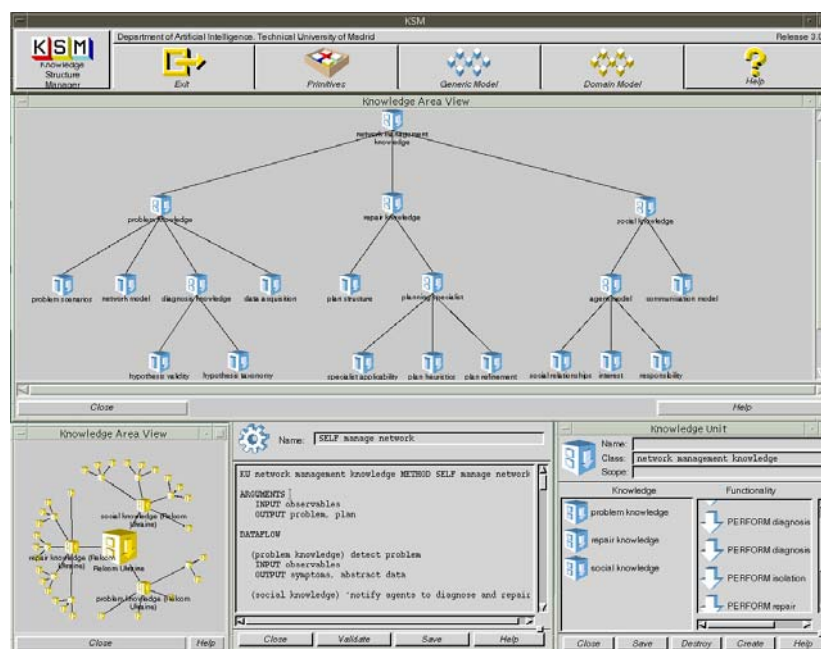 KSM
KSM
Knowledge
Structure
Manager
Department of Artificial Intelligence. Technical University of Madrid
Release 3.0
Exit
Primitives
Generic Model
Domain Model
Help
Knowledge Area View
network management
knowledge
problem knowledge
repair knowledge
social knowledge
problem scenarios
network model
diagnosis knowledge
data acquisition
plan structure
planning specialist
agent model
communication model
hypothesis validity
hypothesis taxonomy
specialist applicability
plan heuristics
plan refinement
social relationships
interest
responsibility
Close
Help
Knowledge Area View
social knowledge (Relcom
Ukraine)
repair knowledge (Relcom
Ukraine)
Relcom Ukraine
problem knowledge (Relcom
Ukraine)
Close
Help
Name: SELF manage network
KU network management knowledge METHOD SELF manage network
ARGUMENTS
INPUT observables
OUTPUT problem, plan
DATAFLOW
(problem knowledge) detect problem
INPUT observables
OUTPUT symptoms, abstract data
(social knowledge) 'notify agents to diagnose and repair
Close
Validate
Save
Help
Knowledge Unit
Name:
Class: network management knowledge
Scope:
Knowledge
Functionality
problem knowledge
repair knowledge
social knowledge
PERFORM diagnosis
PERFORM diagnosis
PERFORM isolation
PERFORM repair
Close
Save
Destroy
Create
Help